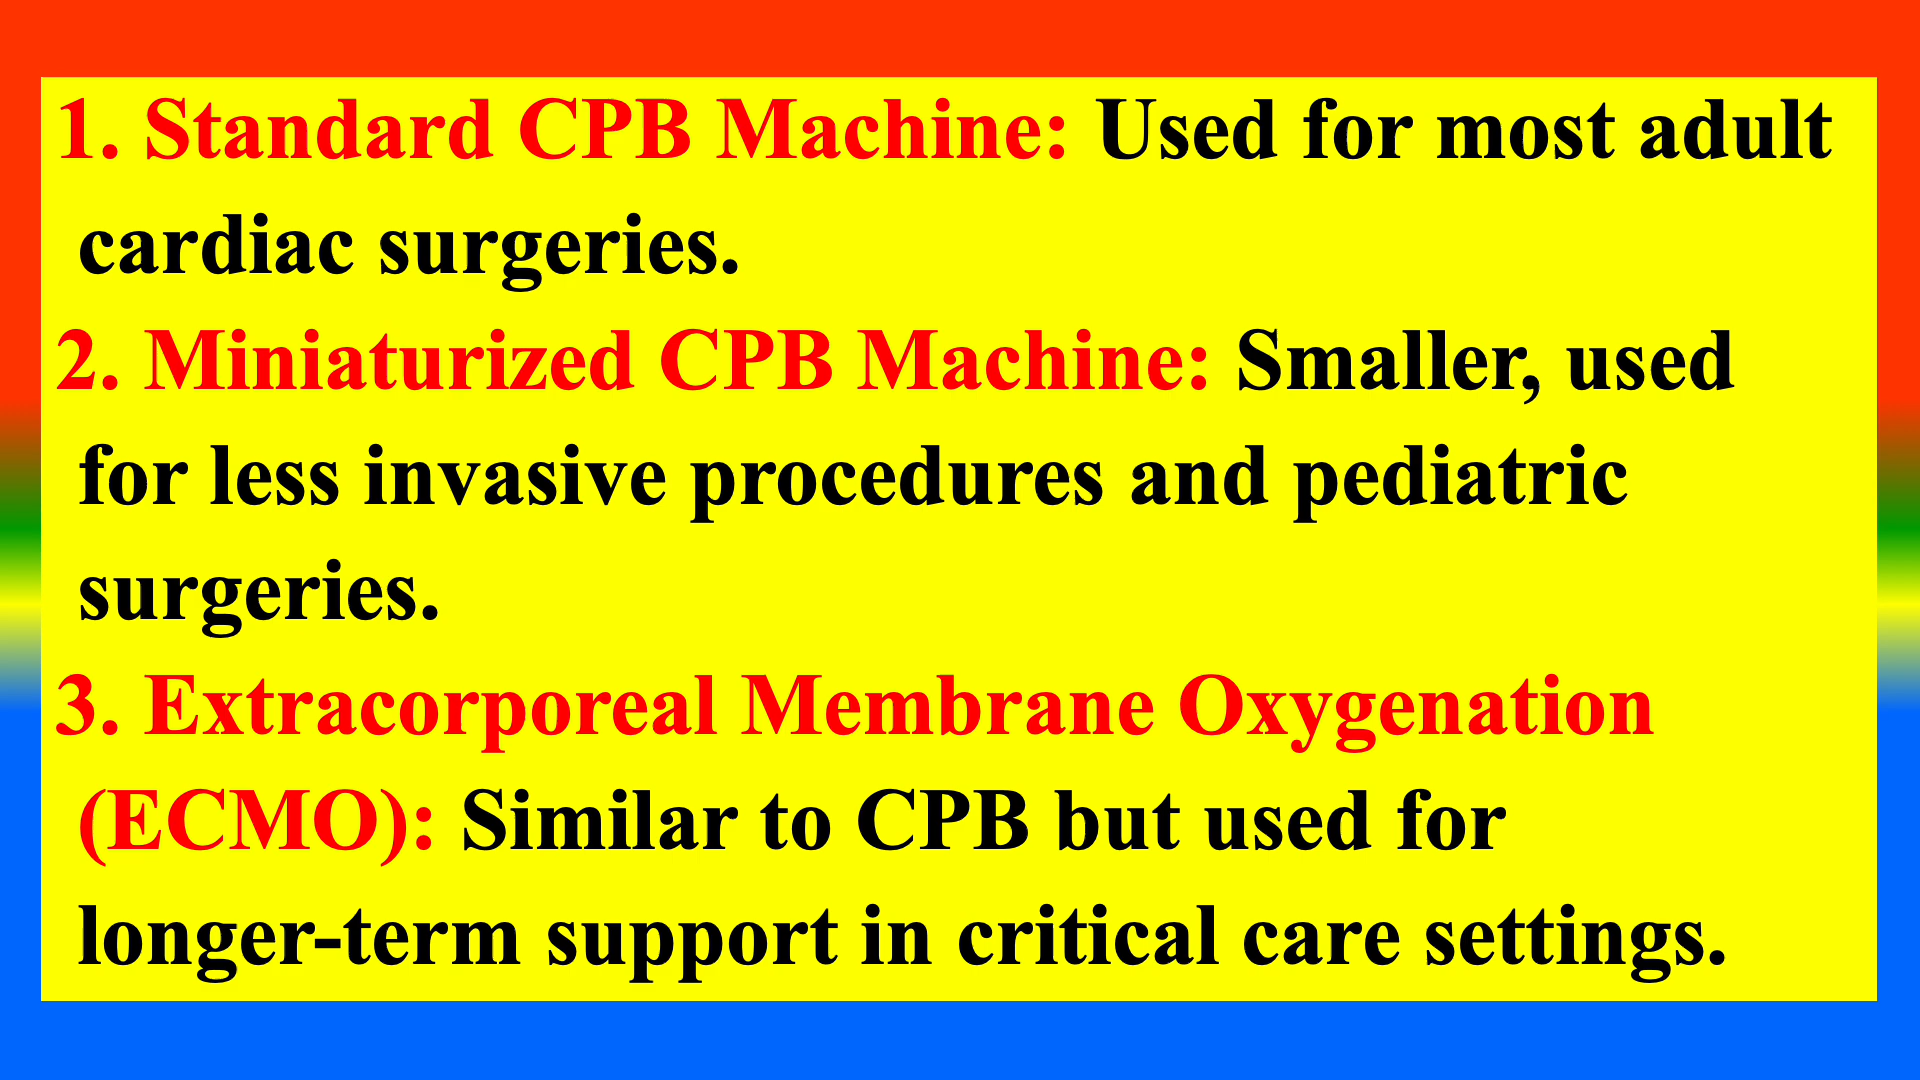 1. Standard CPB Machine: Used for most adult
cardiac surgeries.
2. Miniaturized CPB Machine: Smaller, used
for less invasive procedures and pediatric
surgeries.
3. Extracorporeal Membrane Oxygenation
(ECMO): Similar to CPB but used for
longer-term support in critical care settings.